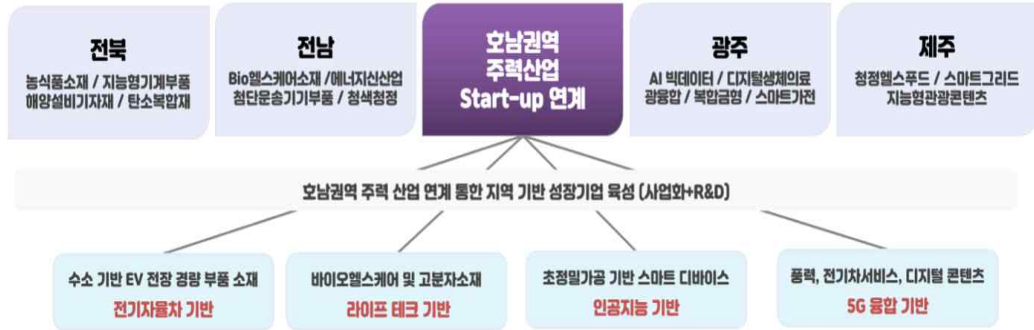 전북
농식품소재 / 지능형기계부품
해양설비기자재 / 탄소복합재
전남
Bio헬스케어소재 /에너지신산업
첨단운송기기부품 / 청색청정
호남권역
주력산업
Start-up 연계
광주
AI 빅데이터 / 디지털생체의료
광융합 / 복합금형 / 스마트가전
제주
청정헬스푸드 / 스마트그리드
지능형관광콘텐츠
호남권역 주력 산업 연계 통한 지역 기반 성장기업 육성 (사업화+R&D)
수소 기반 EV 전장 경량 부품 소재
전기자율차 기반
바이오헬스케어 및 고분자소재
라이프 테크 기반
초정밀가공 기반 스마트 디바이스
인공지능 기반
풍력, 전기차서비스, 디지털 콘텐츠
5G 융합 기반